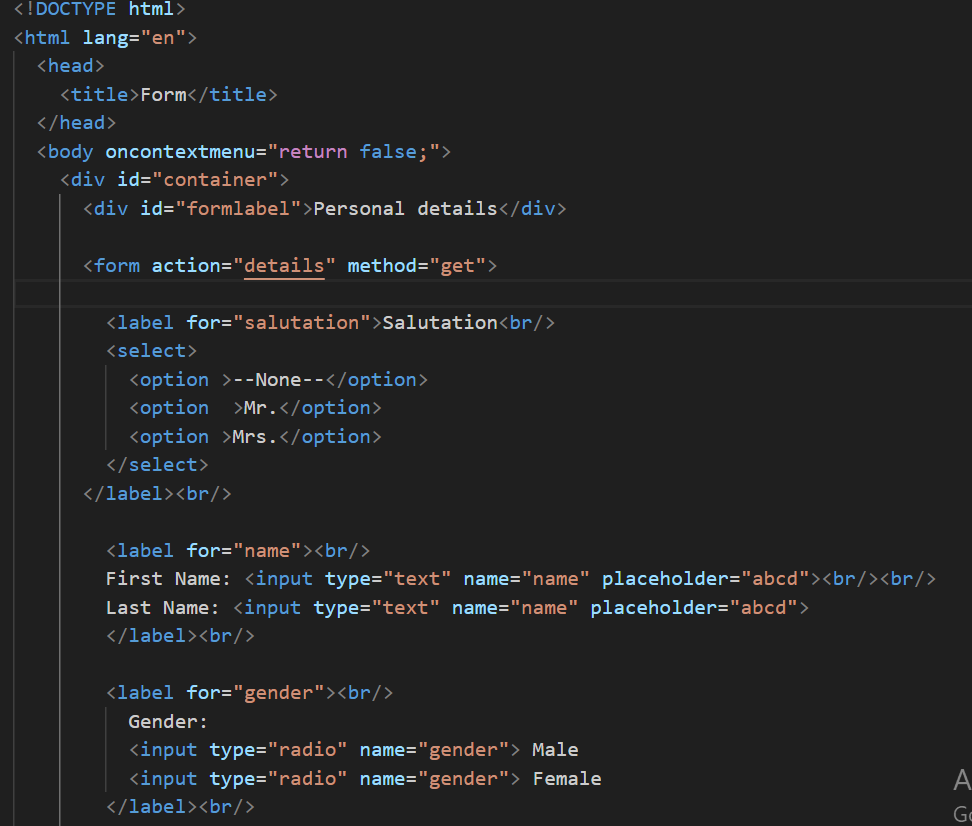 <!DOCTYPE html>
<html lang="en">
<head>
<title>Form</title>
</head>
<body oncontextmenu="return false;">
<div id="container">
<div id="formlabel">Personal details</div>
<form action="details" method="get">
<label for="salutation">Salutation<br/>
<select>
<option >--None--</option>
<option  >Mr.</option>
<option >Mrs.</option>
</select>
</label><br/>
<label for="name"><br/>
First Name: <input type="text" name="name" placeholder="abcd"><br/><br/>
Last Name: <input type="text" name="name" placeholder="abcd">
</label><br/>
<label for="gender"><br/>
Gender:
<input type="radio" name="gender"> Male
<input type="radio" name="gender"> Female
</label><br/>